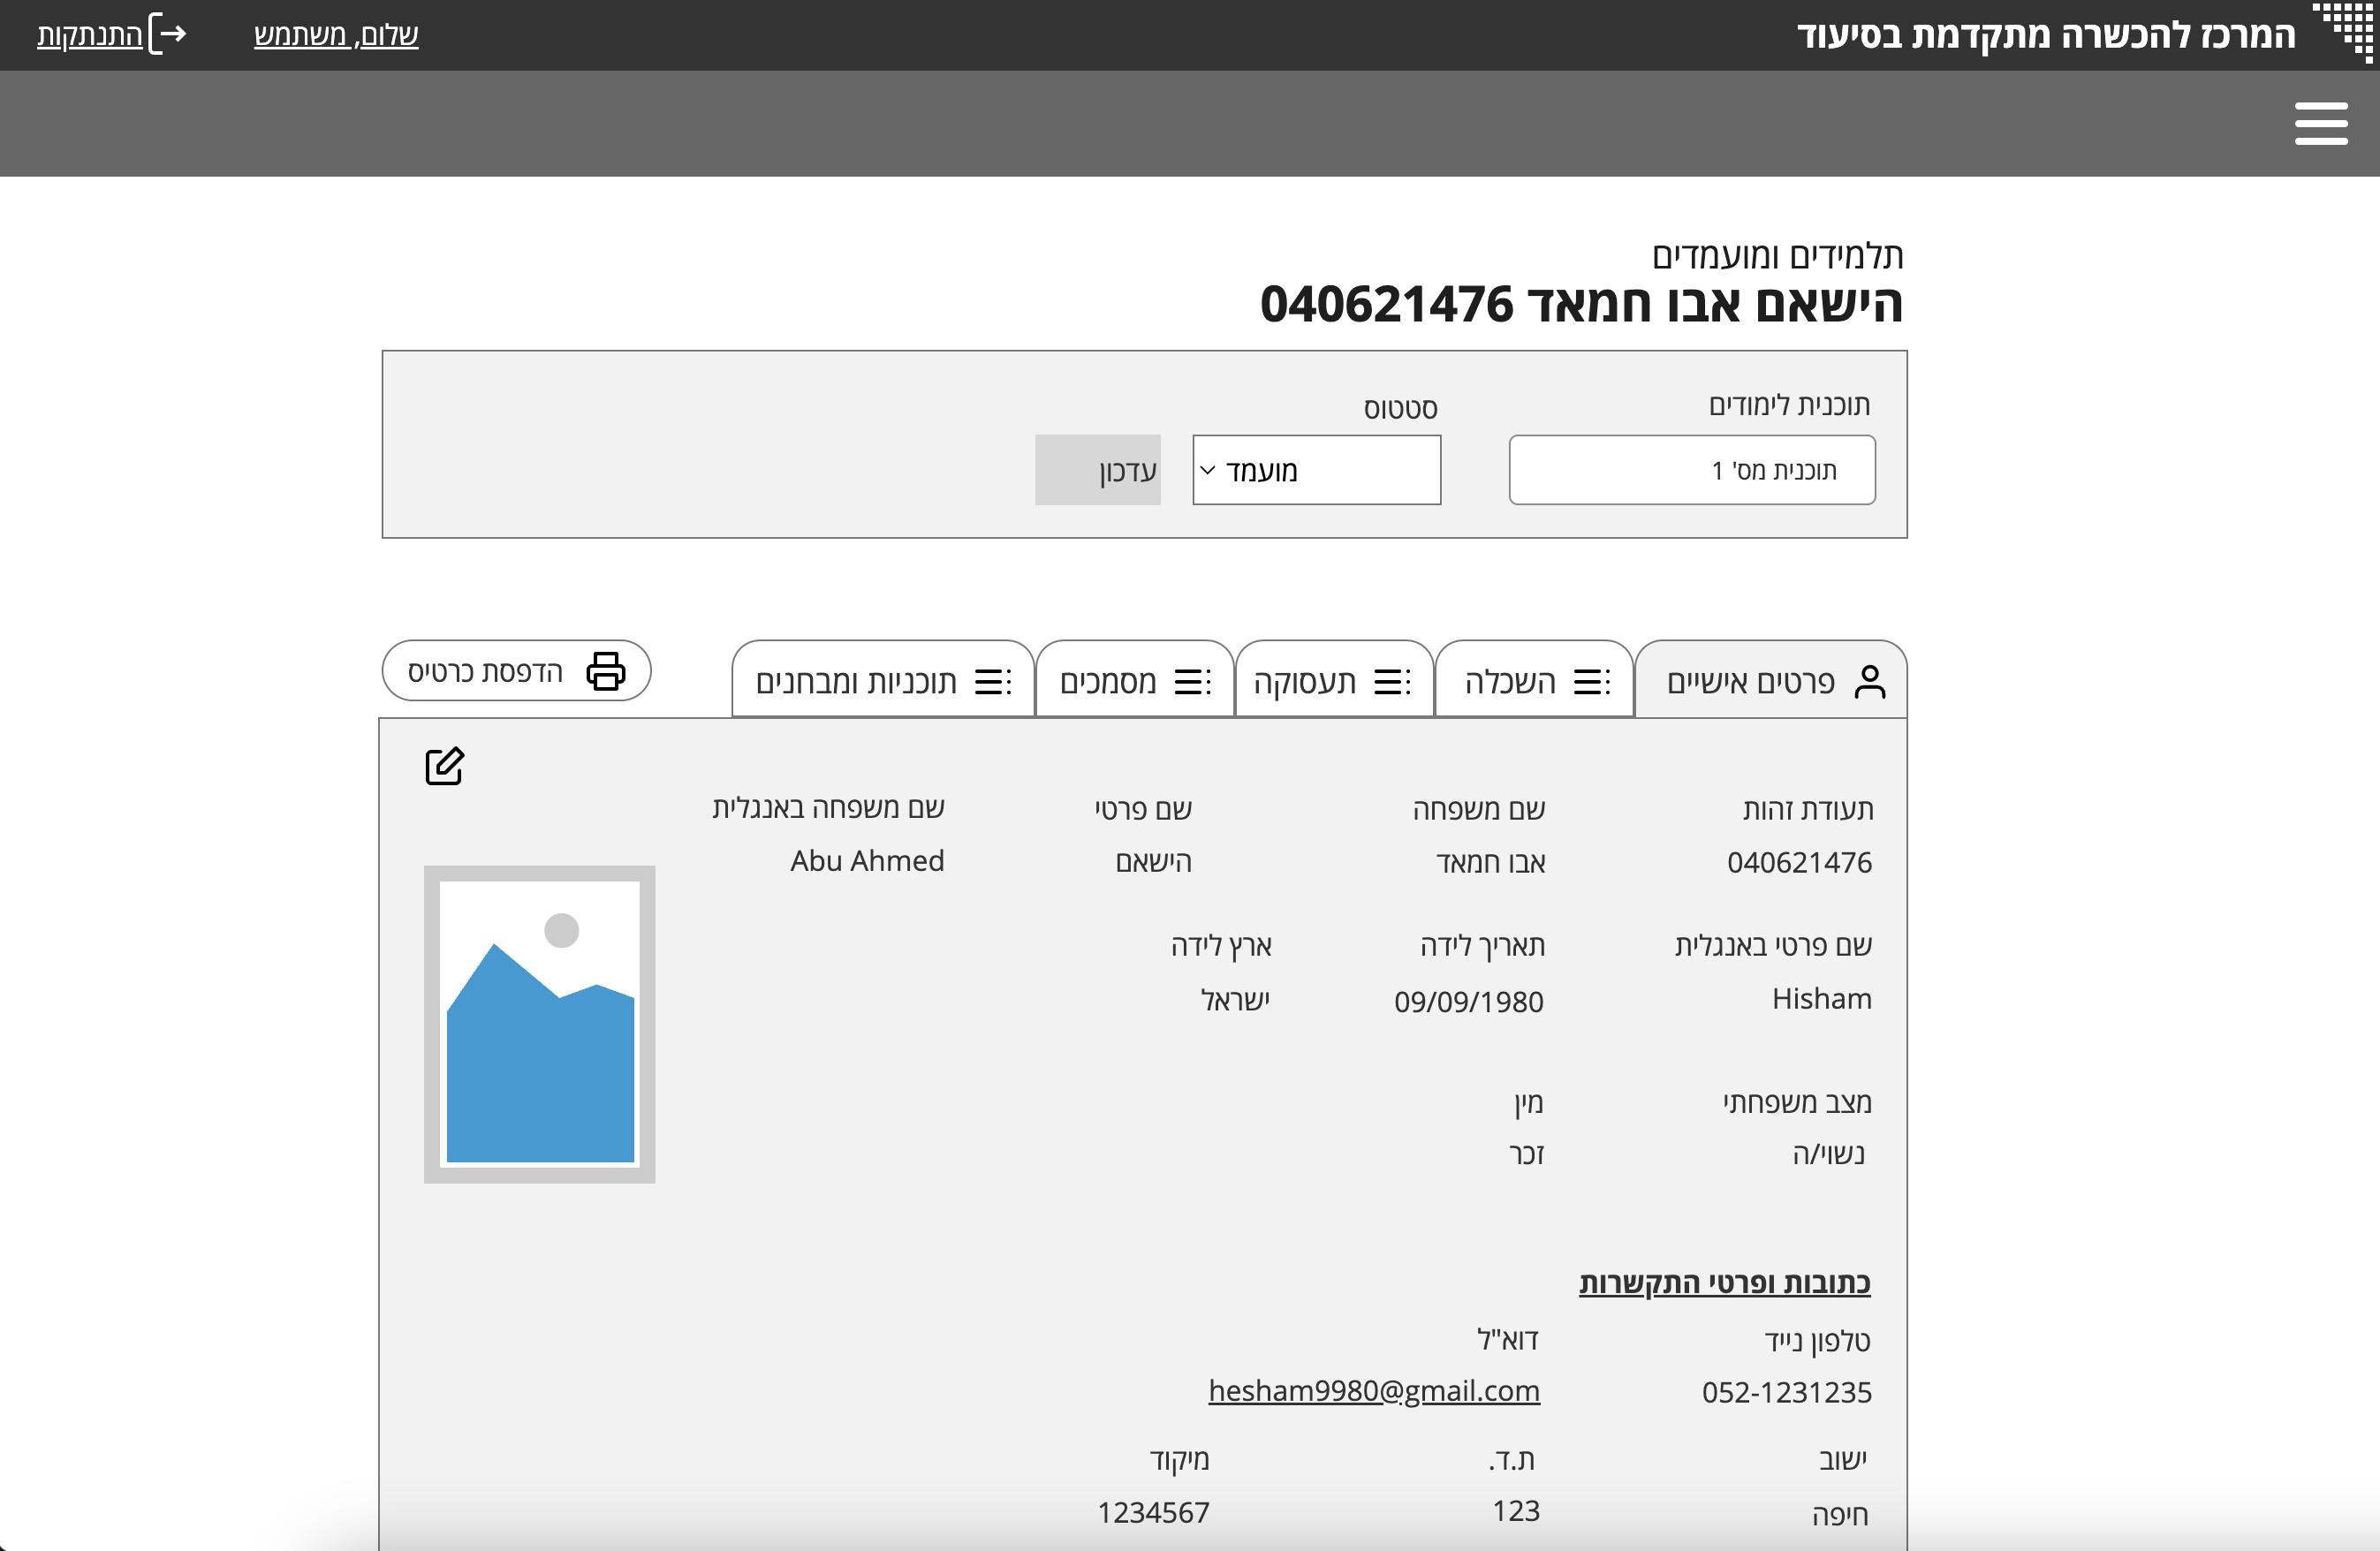 המרכז להכשרה מתקדמת בסיעוד
שלום, משתמש
התנתקות
תלמידים ומועמדים
הישאם אבו חמאד 040621476
תוכנית לימודים
סטטוס
תוכנית מס' 1
מועמד
עדכון
פרטים אישיים
השכלה
תעסוקה
מסמכים
תוכניות ומבחנים
הדפסת כרטיס
תעודת זהות
שם משפחה
שם פרטי
שם משפחה באנגלית
040621476
אבו חמאד
הישאם
Abu Ahmed
שם פרטי באנגלית
תאריך לידה
ארץ לידה
Hisham
09/09/1980
ישראל
מצב משפחתי
מין
נשוי/ה
זכר
כתובות ופרטי התקשרות
טלפון נייד
דוא"ל
052-1231235
hesham9980@gmail.com
ישוב
ת.ד.
מיקוד
חיפה
123
1234567